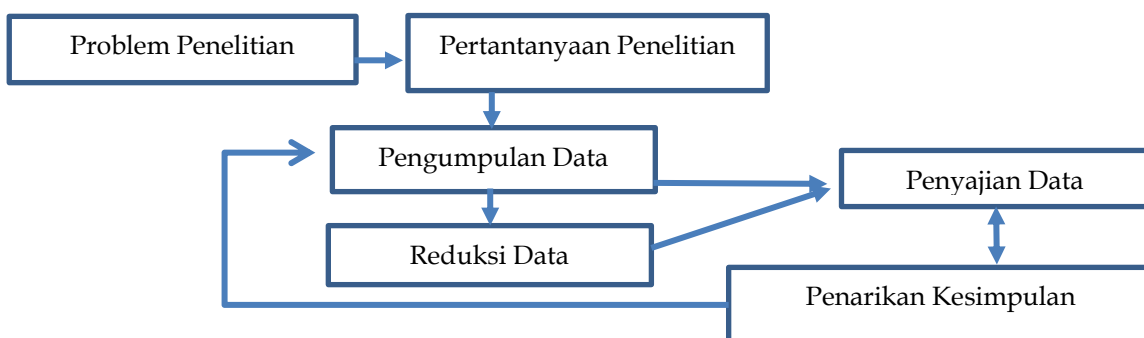 Problem Penelitian
Pertantanyaan Penelitian
Pengumpulan Data
Penyajian Data
Reduksi Data
Penarikan Kesimpulan